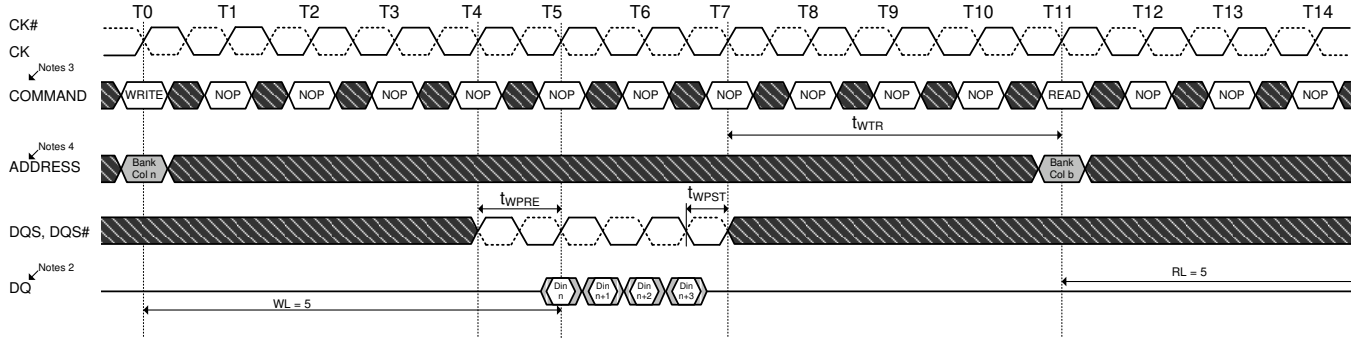 T0 T1 T2 T3 T4 T5 T6 T7 T8 T9 T10 T11 T12 T13 T14
CK#
CK
Notes 3
COMMAND WRITE NOP NOP NOP NOP NOP NOP NOP NOP NOP NOP READ NOP NOP NOP
tWTR
Notes 4
ADDRESS
Bank
Col n
Bank
Col b
tWPRE tWPST
DQS, DQS#
Notes 2
DQ
Din
n
Din
n+1
Din
n+2
Din
n+3
RL = 5
WL = 5